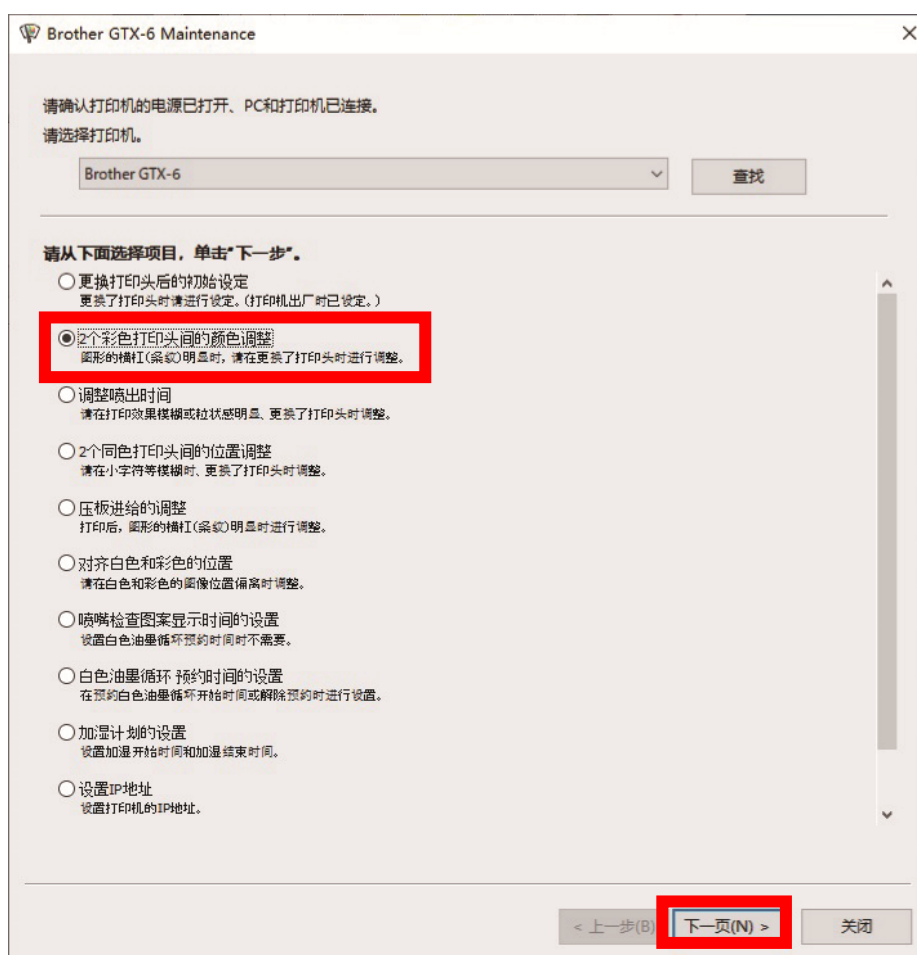 Brother GTX-6 Maintenance
请确认打印机的电源已打开、PC和打印机已连接。
请选择打印机。
Brother GTX-6
查找
请从下面选择项目，单击"下一步"。
更换打印头后的初始设定
更换了打印头时请进行设定。(打印机出厂时已设定。)
2个彩色打印头间的颜色调整
图形的横杠(条纹)明显时，请在更换了打印头时进行调整。
调整喷出时间
请在打印效果模糊或粒状感明显、更换了打印头时调整。
2个同色打印头间的位置调整
请在小字符等模糊时、更换了打印头时调整。
压板进给的调整
打印后，图形的横杠(条纹)明显时进行调整。
对齐白色和彩色的位置
请在白色和彩色的图像位置偏离时调整。
喷嘴检查图案显示时间的设置
设置白色油墨循环预约时间时不需要。
白色油墨循环 预约时间的设置
在预约白色油墨循环开始时间或解除预约时进行设置。
加湿计划的设置
设置加湿开始时间和加湿结束时间。
设置IP地址
设置打印机的IP地址。
< 上一步(B)
下一页(N) >
关闭